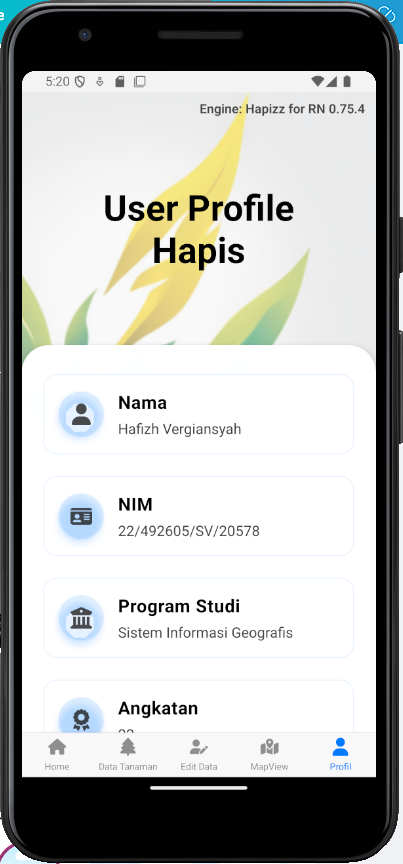 5:20
Engine: Hapizz for RN 0.75.4
User Profile
Hapis
Nama
Hafizh Vergiansyah
NIM
22/492605/SV/20578
Program Studi
Sistem Informasi Geografis
Angkatan
Home
Data Tanaman
Edit Data
MapView
Profil